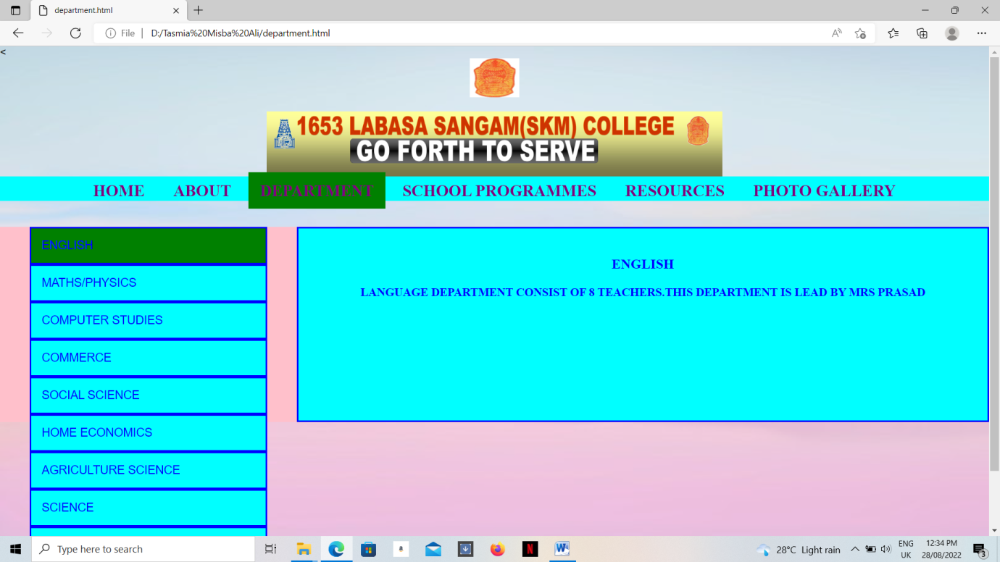 department.html
File
D:/Tasmia%20Misba%20Ali/department.html
<
1653 LABASA SANGAM(SKM) COLLEGE
GO FORTH TO SERVE
HOME ABOUT DEPARTMENT SCHOOL PROGRAMMES RESOURCES PHOTO GALLERY
ENGLISH
MATHS/PHYSICS
COMPUTER STUDIES
COMMERCE
SOCIAL SCIENCE
HOME ECONOMICS
AGRICULTURE SCIENCE
SCIENCE
ENGLISH
LANGUAGE DEPARTMENT CONSIST OF 8 TEACHERS.THIS DEPARTMENT IS LEAD BY MRS PRASAD
Type here to search
28°C Light rain
ENG
UK
12:34 PM
28/08/2022
3